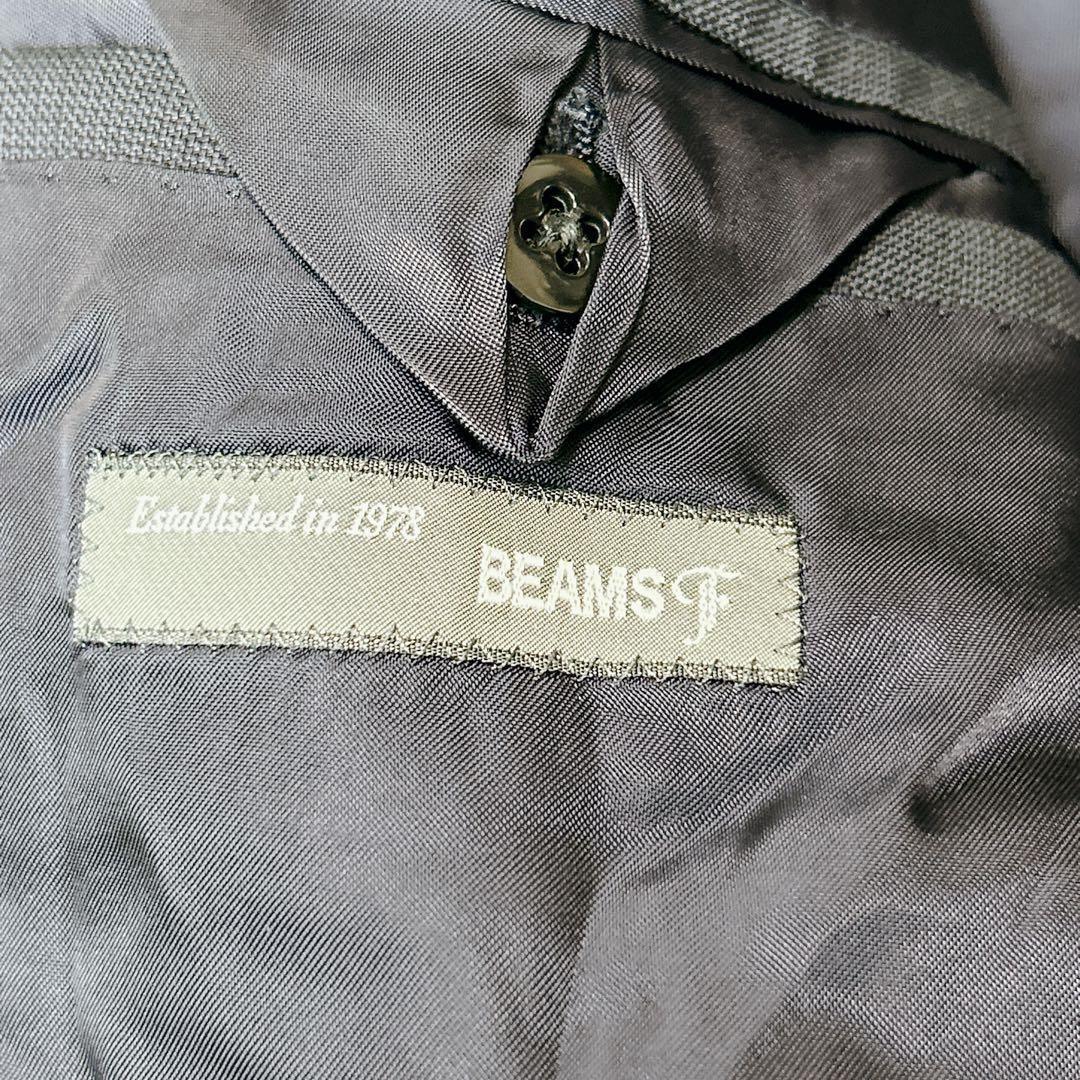 Established in 1978
BEAMS F